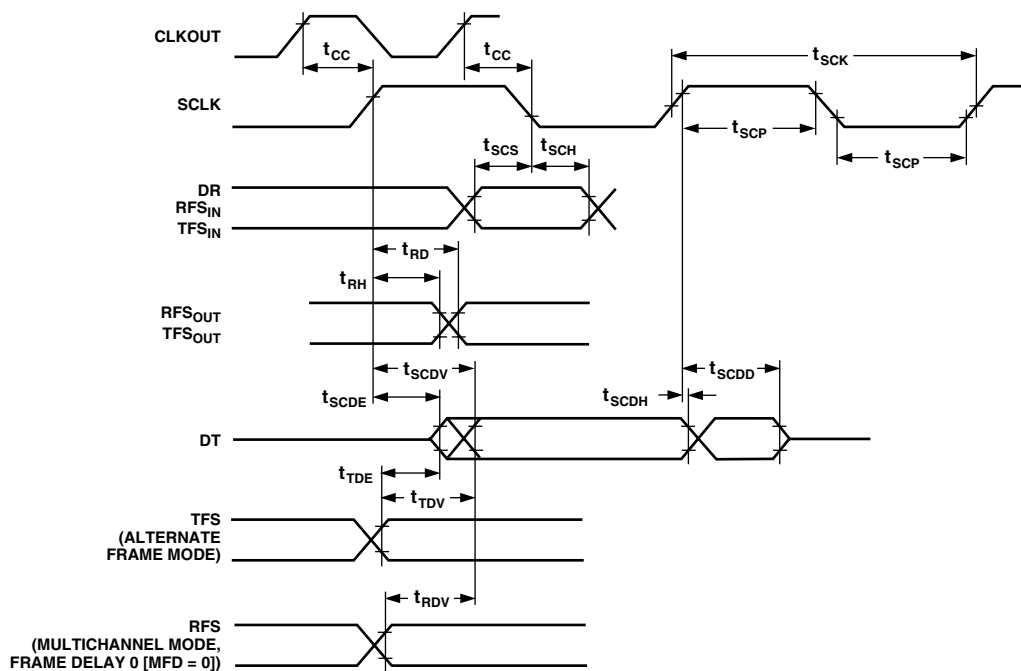 CLKOUT
tCC
tCC
tSCK
SCLK
tSCP
tSCP
tSCS
tSCH
DR
RFSIN
TFSIN
tRD
tRH
RFSOUT
TFSOUT
tSCDV
tSCDE
tSCDD
tSCDH
DT
tTDE
tTDV
TFS
(ALTERNATE
FRAME MODE)
tRDV
RFS
(MULTICHANNEL MODE,
FRAME DELAY 0 [MFD = 0])